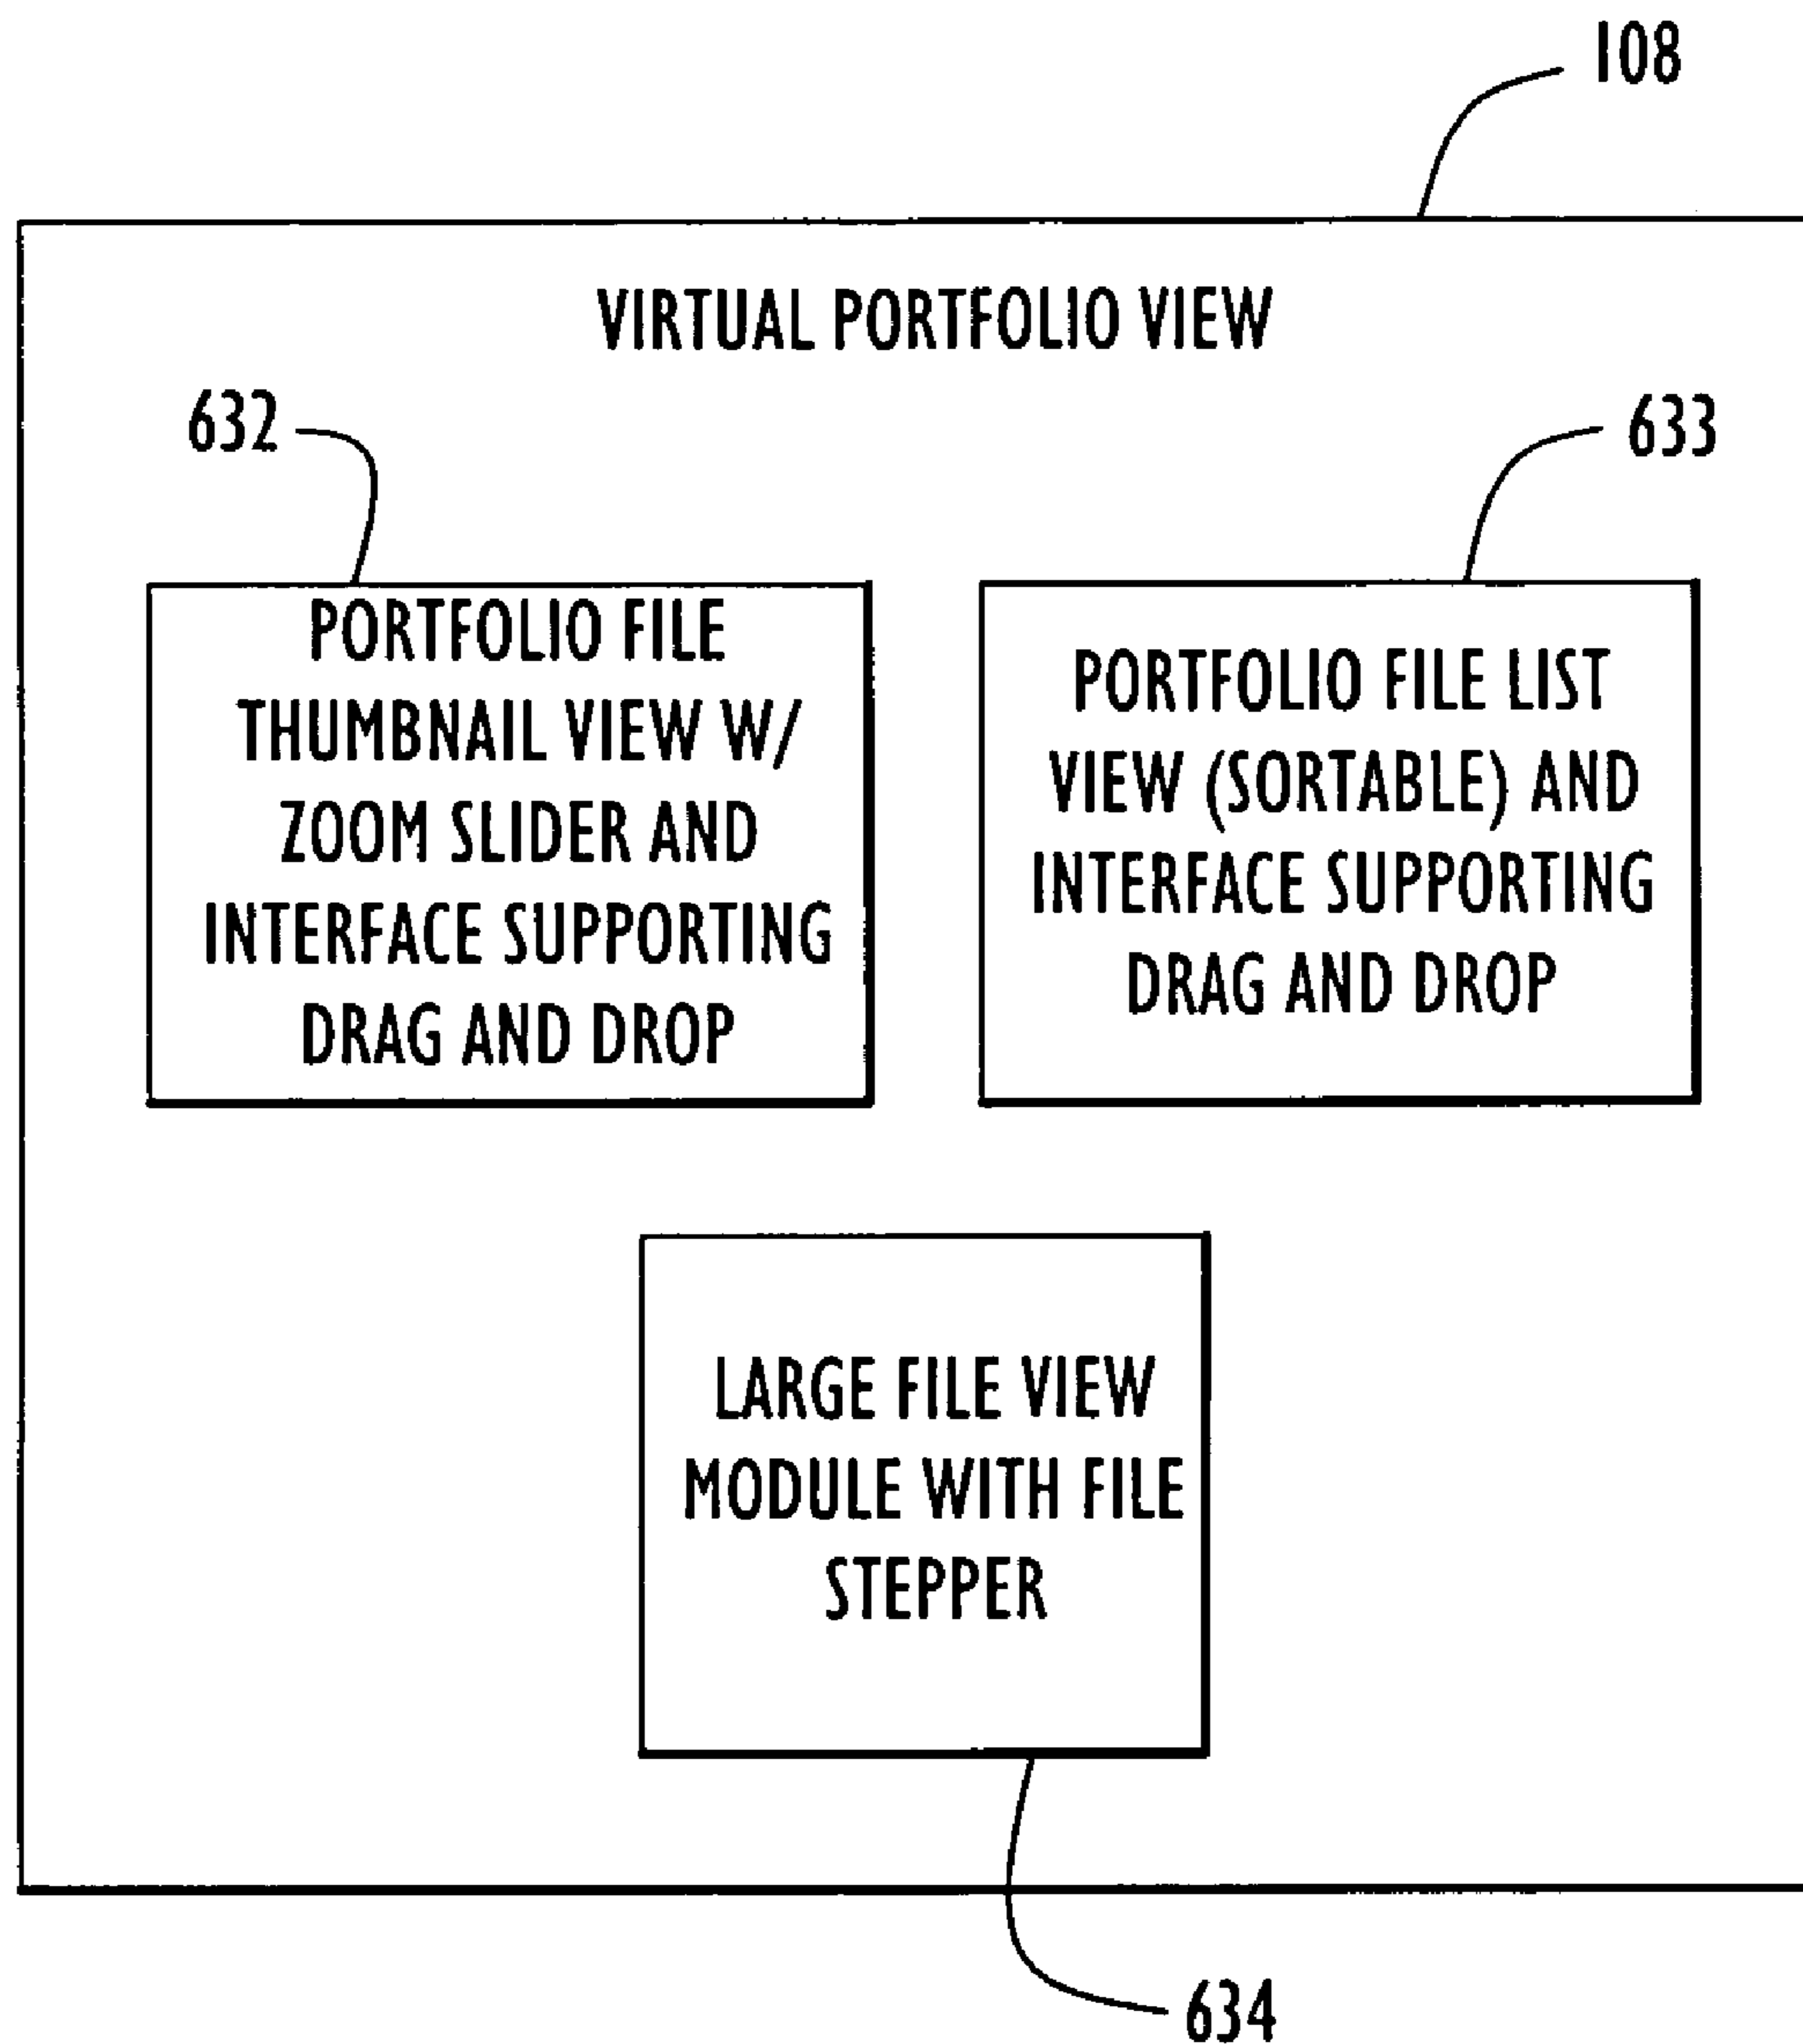 108
VIRTUAL PORTFOLIO VIEW
632
633
PORTFOLIO FILE
THUMBNAIL VIEW W/
ZOOM SLIDER AND
INTERFACE SUPPORTING
DRAG AND DROP
PORTFOLIO FILE LIST
VIEW (SORTABLE) AND
INTERFACE SUPPORTING
DRAG AND DROP
LARGE FILE VIEW
MODULE WITH FILE
STEPPER
634